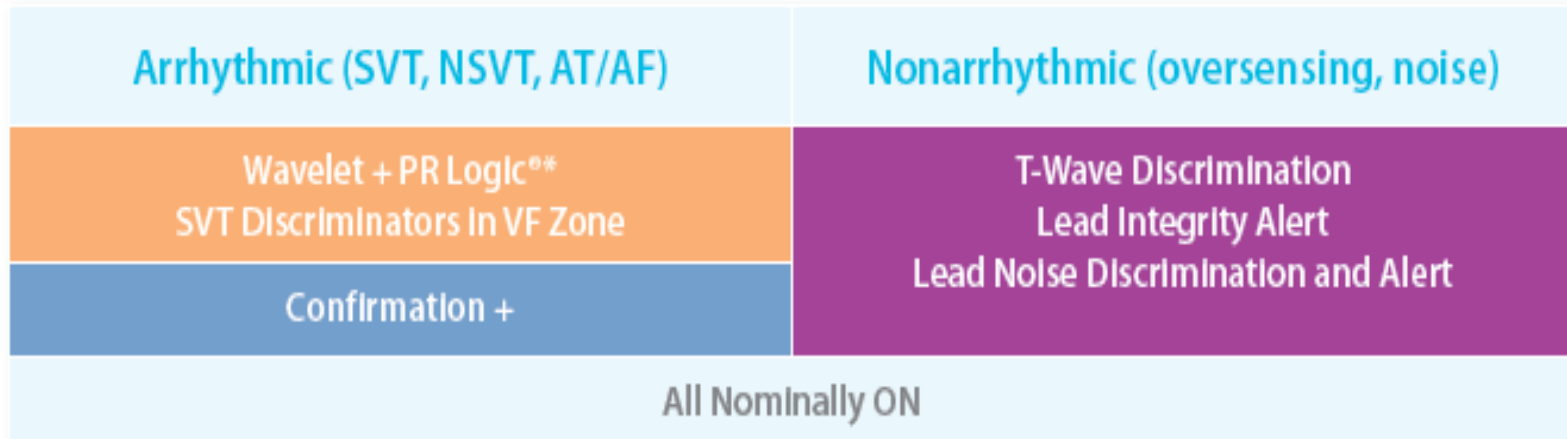 Arrhythmic (SVT, NSVT, AT/AF)
Nonarrhythmic (oversensing, noise)
Wavelet + PR Logic®*
SVT Discriminators in VF Zone
Confirmation +
T-Wave Discrimination
Lead Integrity Alert
Lead Noise Discrimination and Alert
All Nominally ON